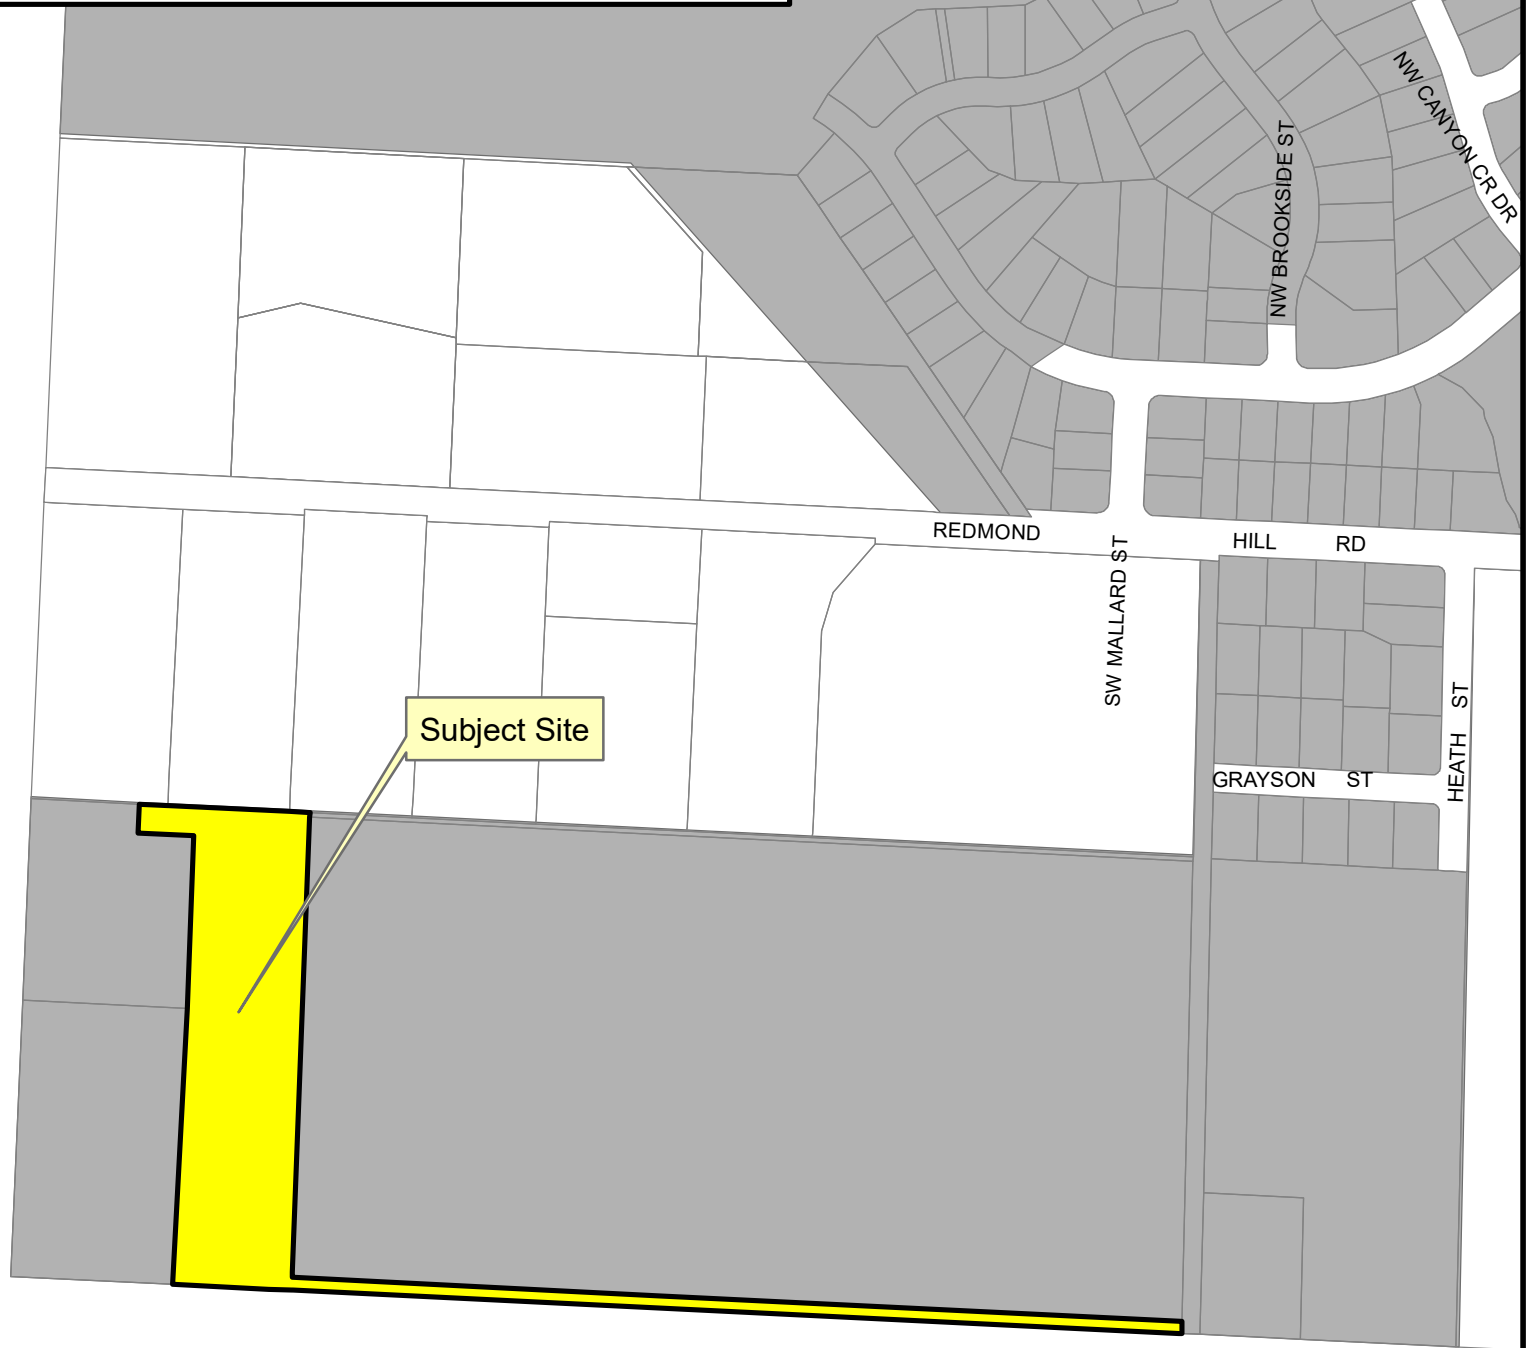 NW CANYON CR DR
NW BROOKSIDE ST
REDMOND HILL RD
SW MALLARD ST
Subject Site
HEATH ST
GRAYSON ST